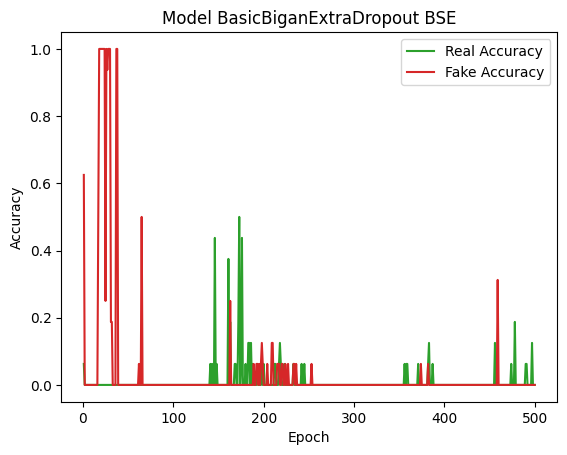 Model BasicBiganExtraDropout BSE
Real Accuracy
Fake Accuracy
Accuracy
1.0
0.8
0.6
0.4
0.2
0.0
0 100 200 300 400 500
Epoch